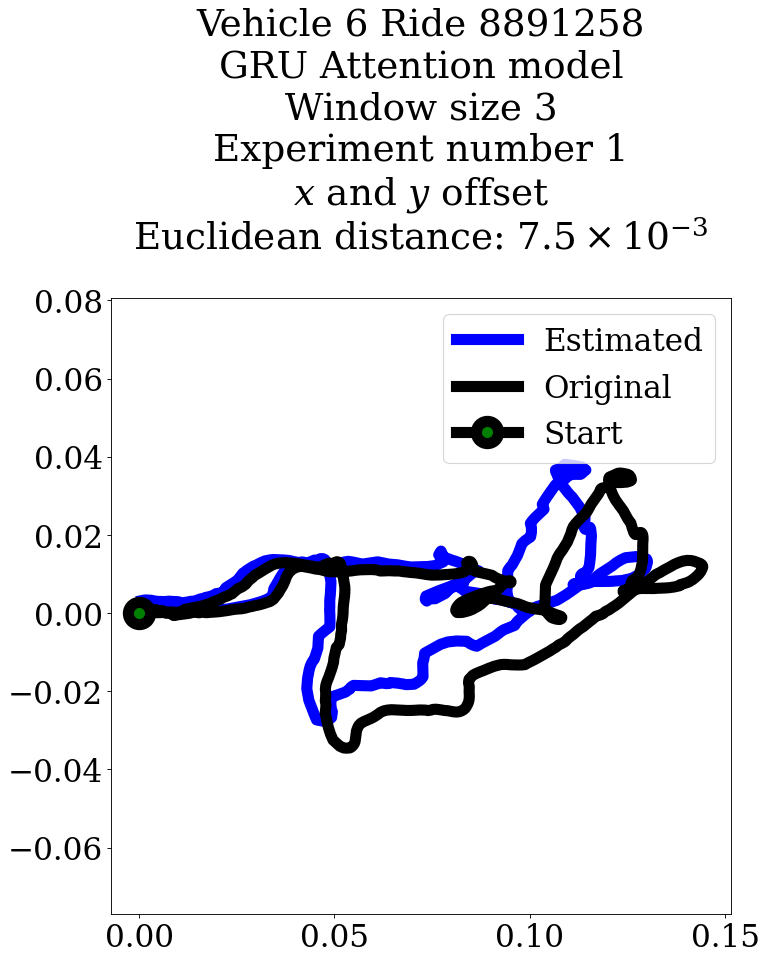 Vehicle 6 Ride 8891258
GRU Attention model
Window size 3
Experiment number 1
x and y offset
Euclidean distance: 7.5 × 10⁻³
0.08
0.06
0.04
0.02
0.00
−0.02
−0.04
−0.06
Estimated
Original
Start
0.00 0.05 0.10 0.15